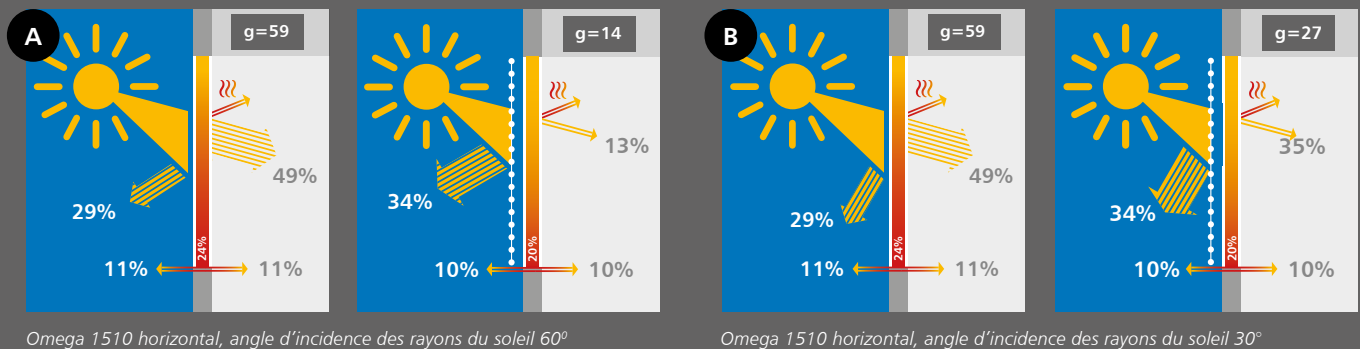 A
g=59
49%
29%
24%
11%
11%
g=14
13%
34%
20%
10%
10%
Omega 1510 horizontal, angle d’incidence des rayons du soleil 60⁰
B
g=59
49%
29%
24%
11%
11%
g=27
35%
34%
20%
10%
10%
Omega 1510 horizontal, angle d’incidence des rayons du soleil 30°